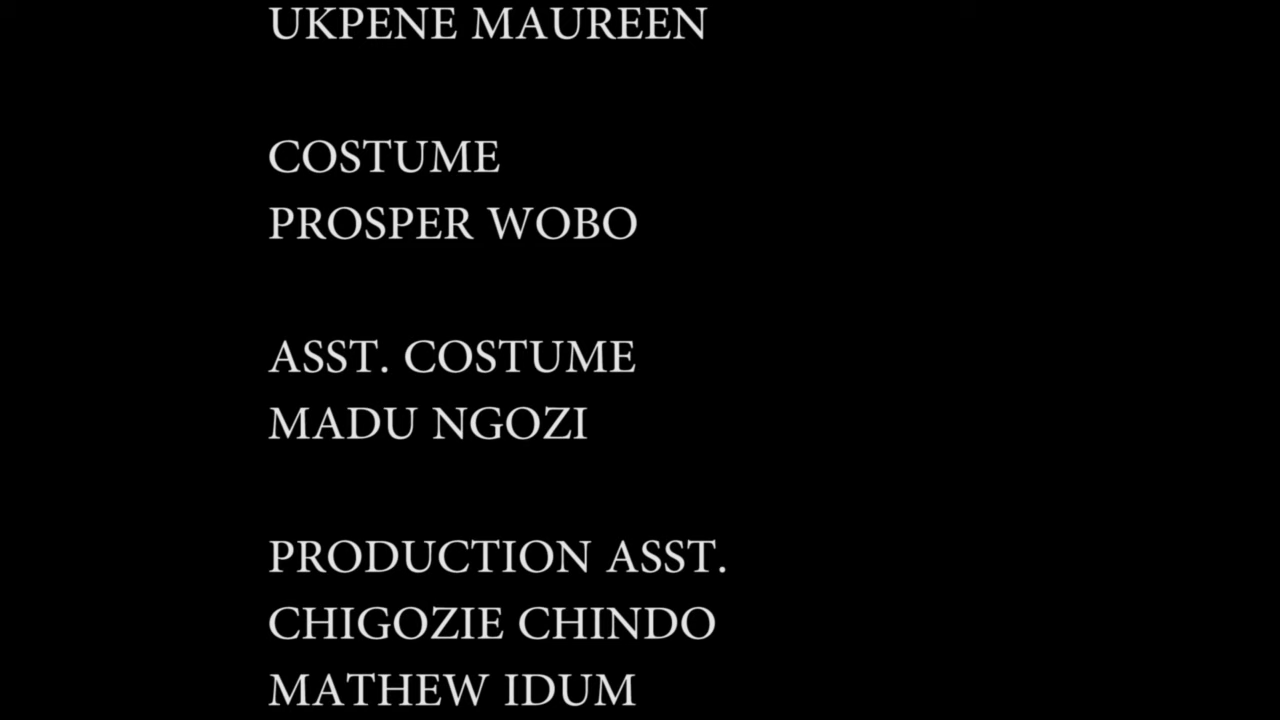 UKPENE MAUREEN
COSTUME
PROSPER WOBO
ASST. COSTUME
MADU NGOZI
PRODUCTION ASST.
CHIGOZIE CHINDO
MATHEW IDUM